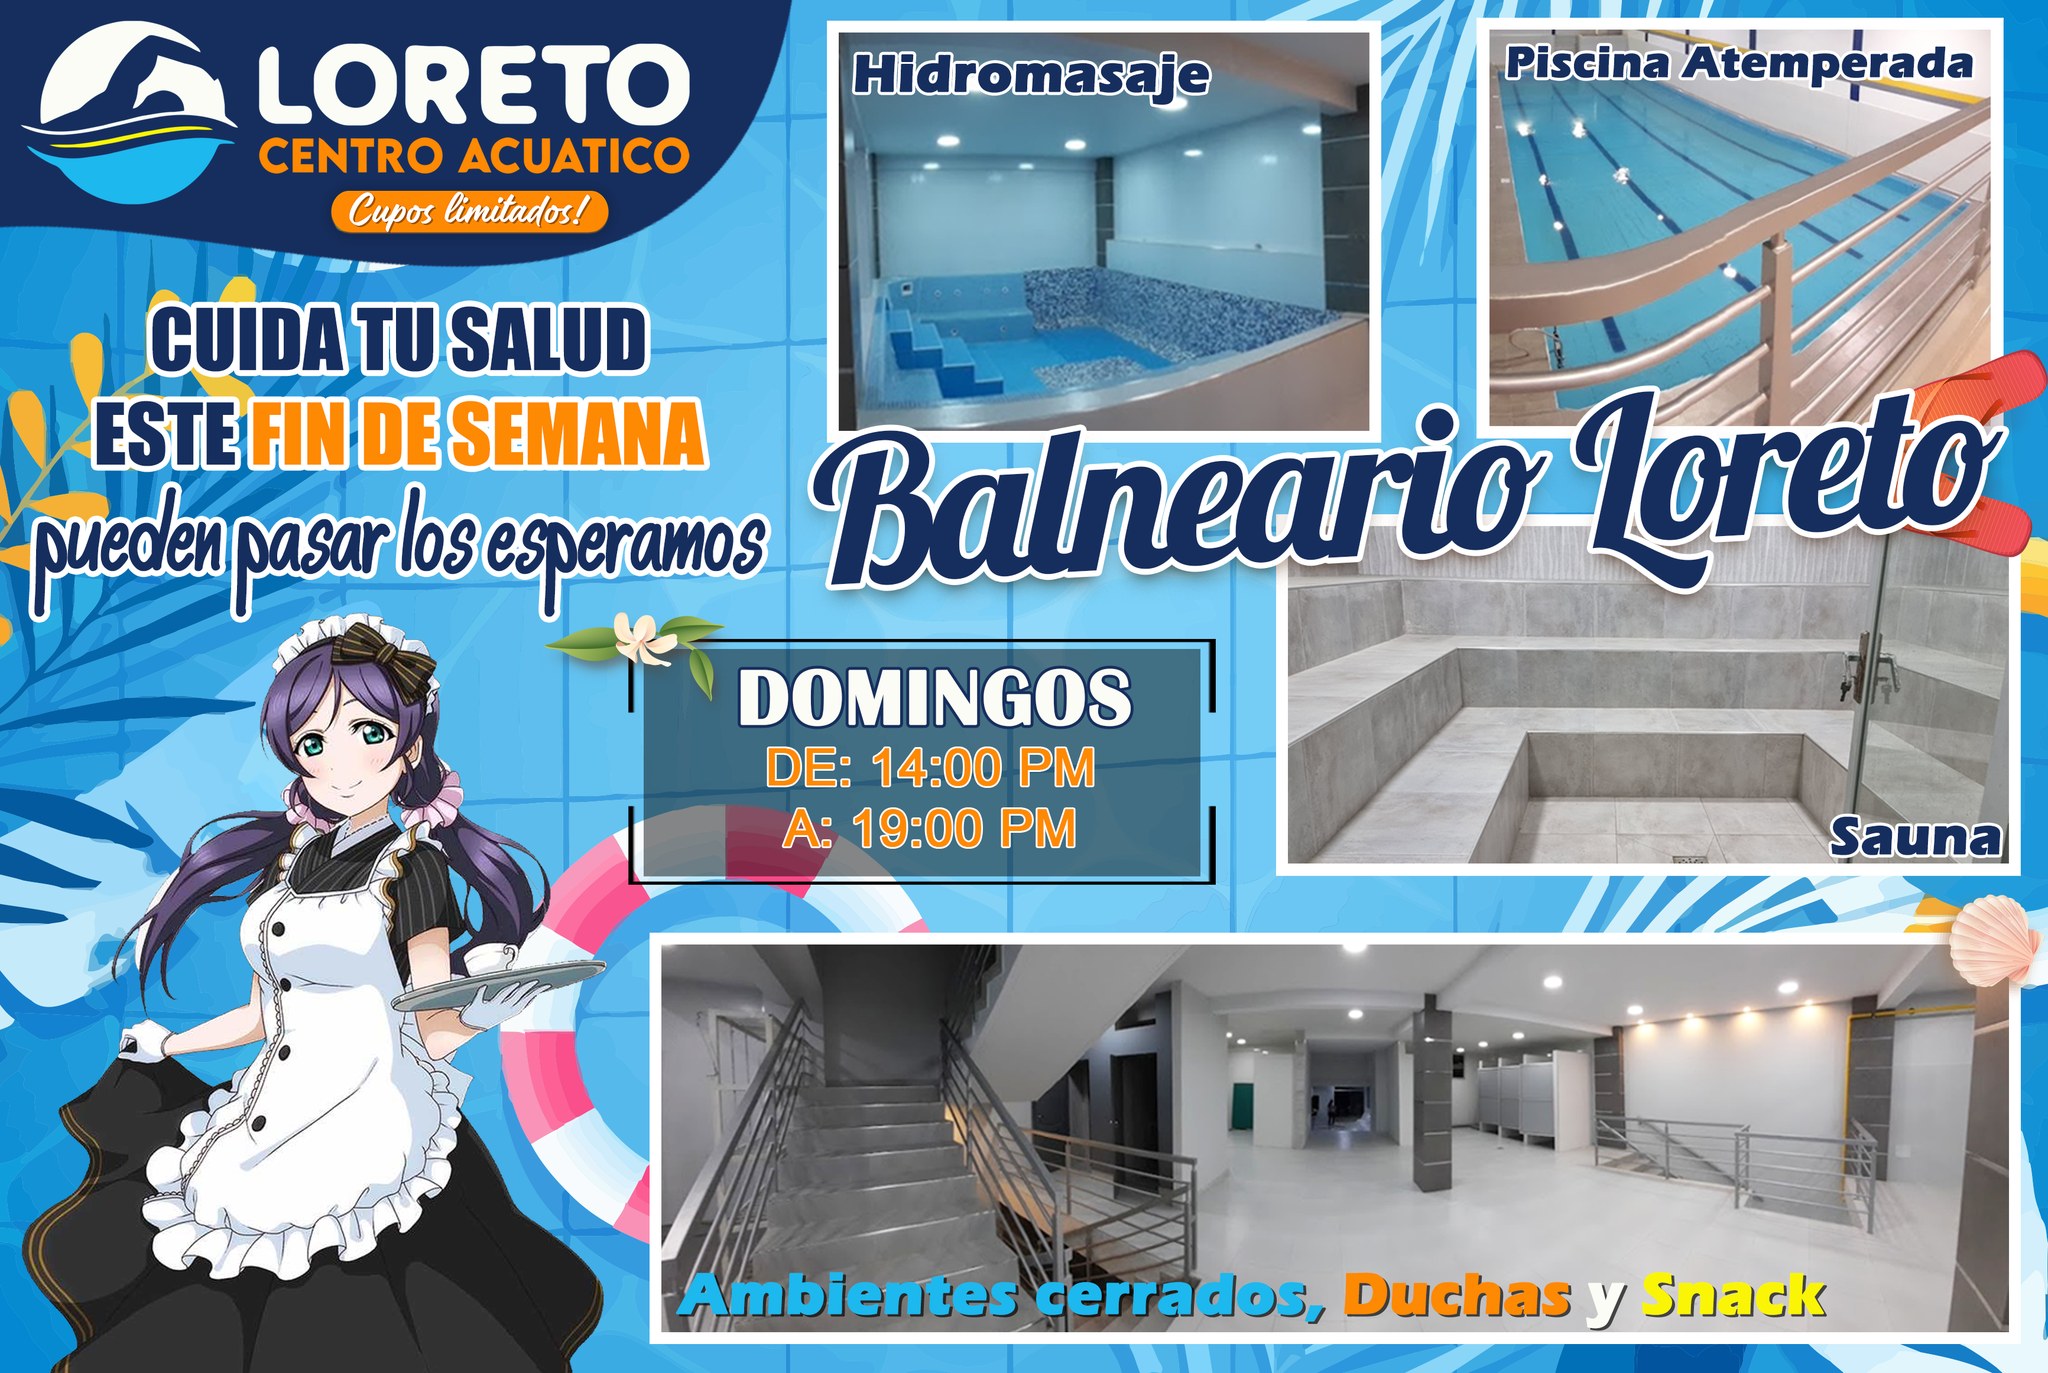 LORETO
CENTRO ACUATICO
Cupos limitados!
CUIDA TU SALUD
ESTE FIN DE SEMANA
pueden pasar los esperamos
Hidromasaje
Piscina Atemperada
Balneario Loreto
DOMINGOS
DE: 14:00 PM
A: 19:00 PM
Sauna
Ambientes cerrados, Duchas y Snack